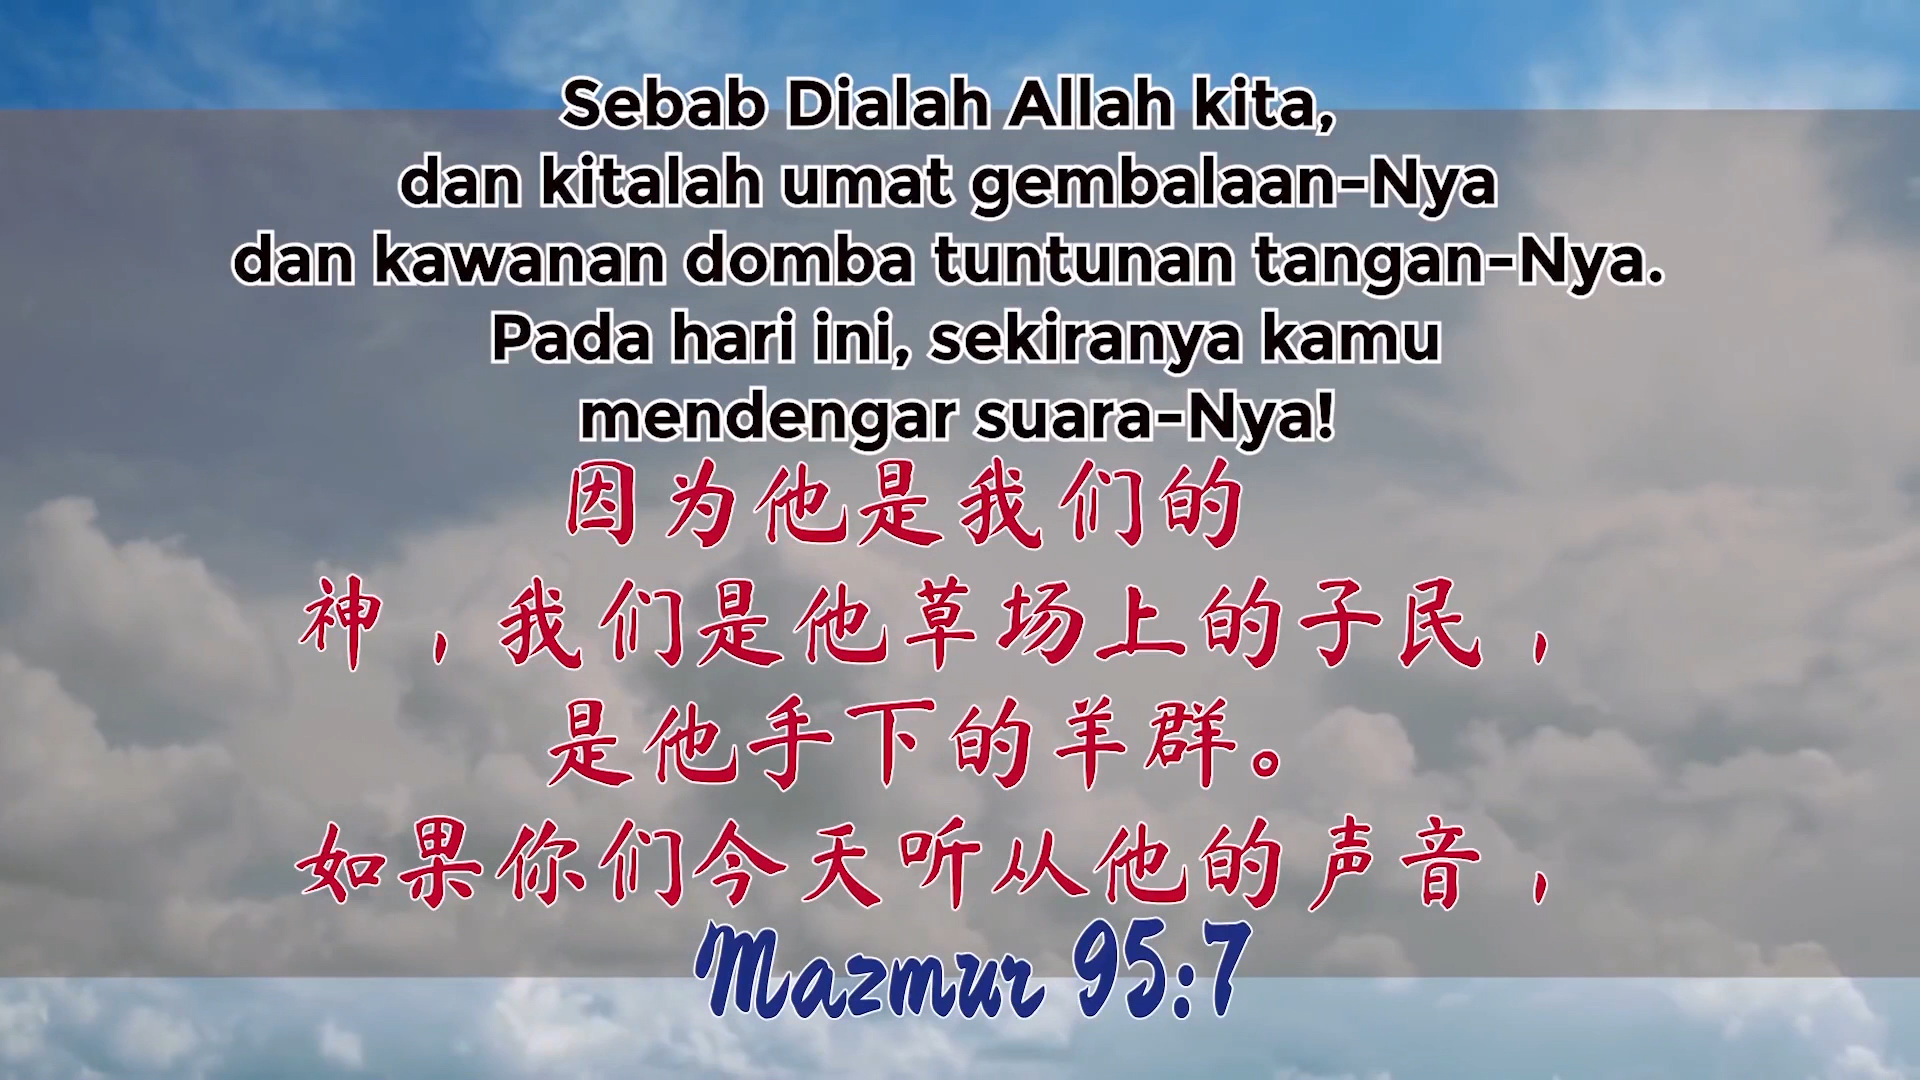 Sebab Dialah Allah kita,
dan kitalah umat gembalaan-Nya
dan kawanan domba tuntunan tangan-Nya.
Pada hari ini, sekiranya kamu
mendengar suara-Nya!
因为他是我们的
神，我们是他草场上的子民，
是他手下的羊群。
如果你们今天听从他的声音，
Mazmur 95:7